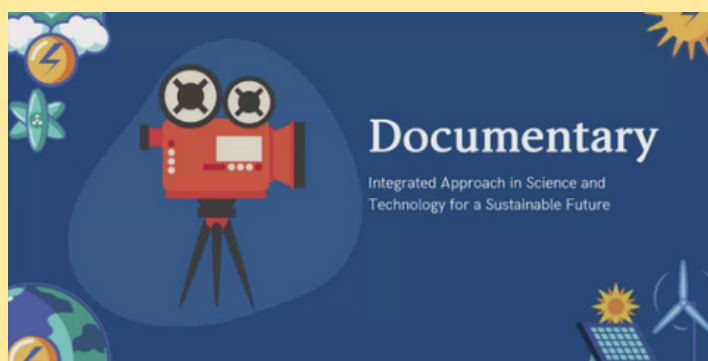 Documentary
Integrated Approach in Science and
Technology for a Sustainable Future